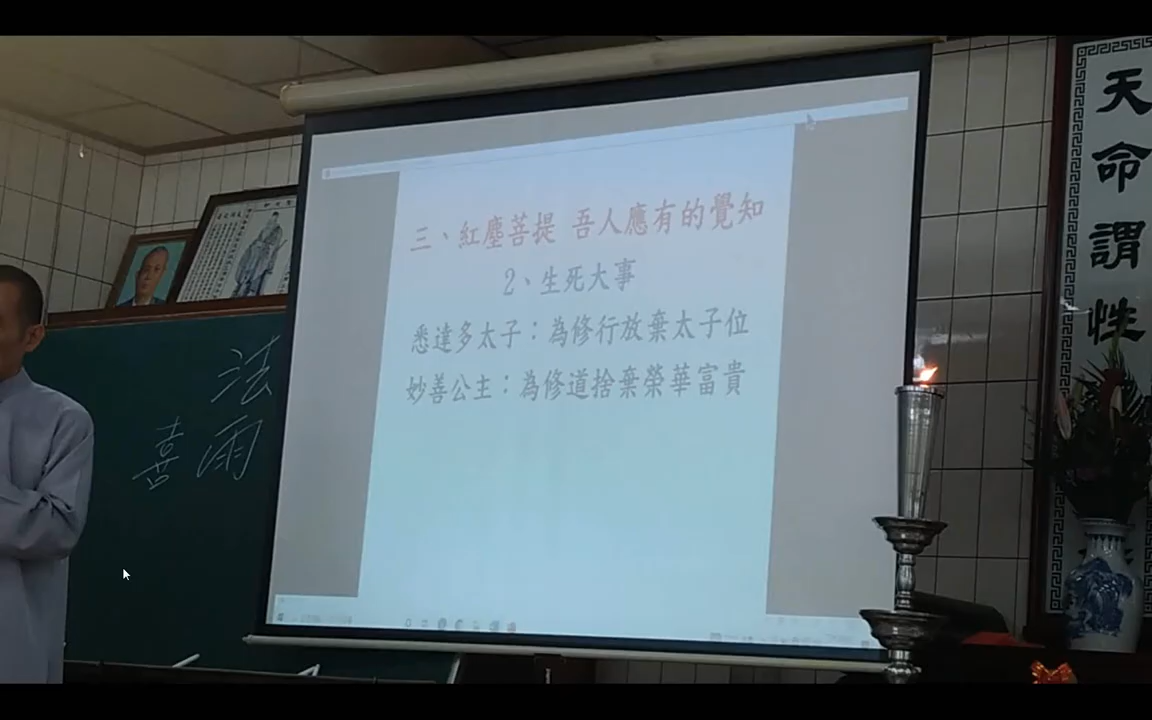 三、紅塵菩提 吾人應有的覺知
2、生死大事
悉達多太子：為修行放棄太子位
妙善公主：為修道捨棄榮華富貴
法雨
喜
天命謂性